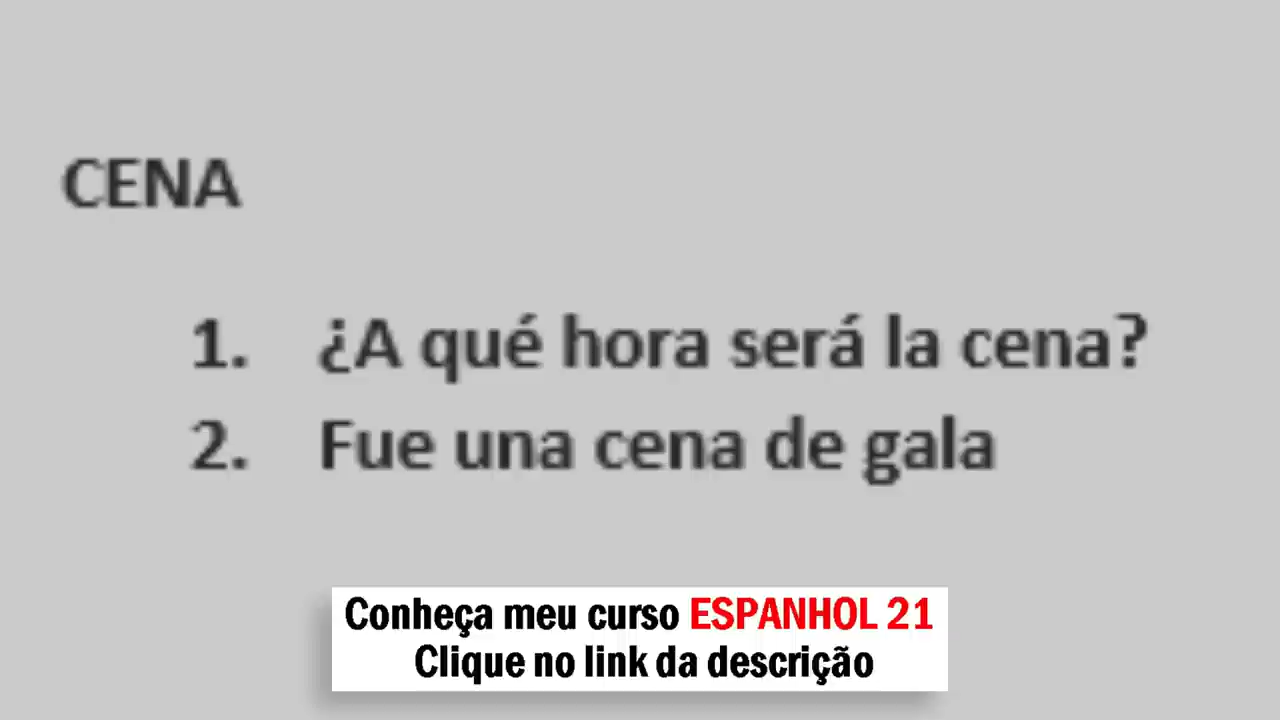 CENA
1. ¿A qué hora será la cena?
2. Fue una cena de gala
Conheça meu curso ESPANHOL 21
Clique no link da descrição